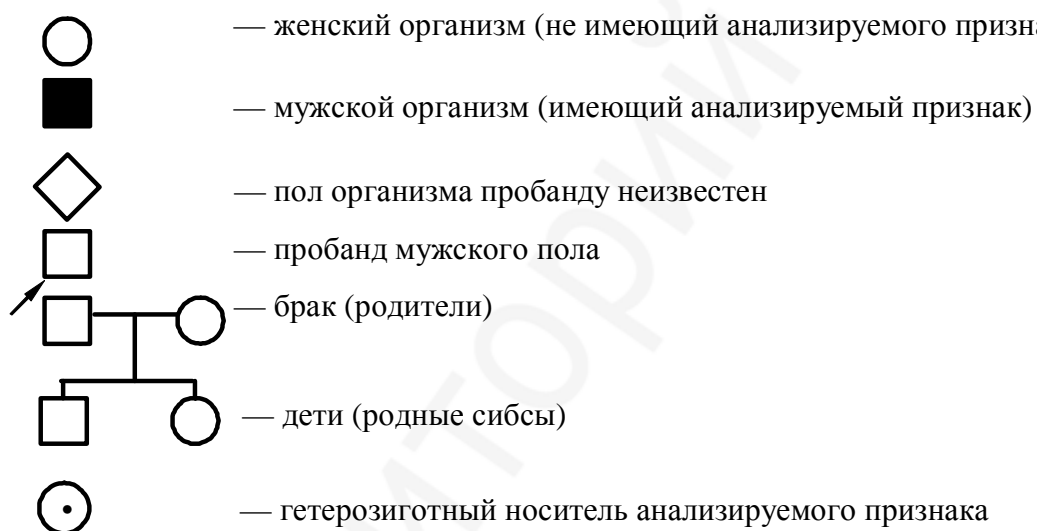 — женский организм (не имеющий анализируемого
— мужской организм (имеющий анализируемый признак)
— пол организма пробанду неизвестен
— пробанд мужского пола
— брак (родители)
— дети (родные сибсы)
— гетерозиготный носитель анализируемого признака